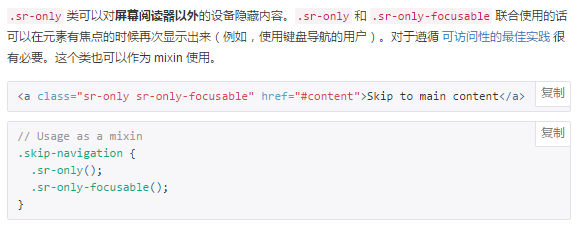 .sr-only 类可以对屏幕阅读器以外的设备隐藏内容。.sr-only 和 .sr-only-focusable 联合使用的话
可以在元素有焦点的时候再次显示出来（例如，使用键盘导航的用户）。对于遵循 可访问性的最佳实践 很
有必要。这个类也可以作为 mixin 使用。
复制
<a class="sr-only sr-only-focusable" href="#content">Skip to main content</a>
复制
// Usage as a mixin
.skip-navigation {
  .sr-only();
  .sr-only-focusable();
}